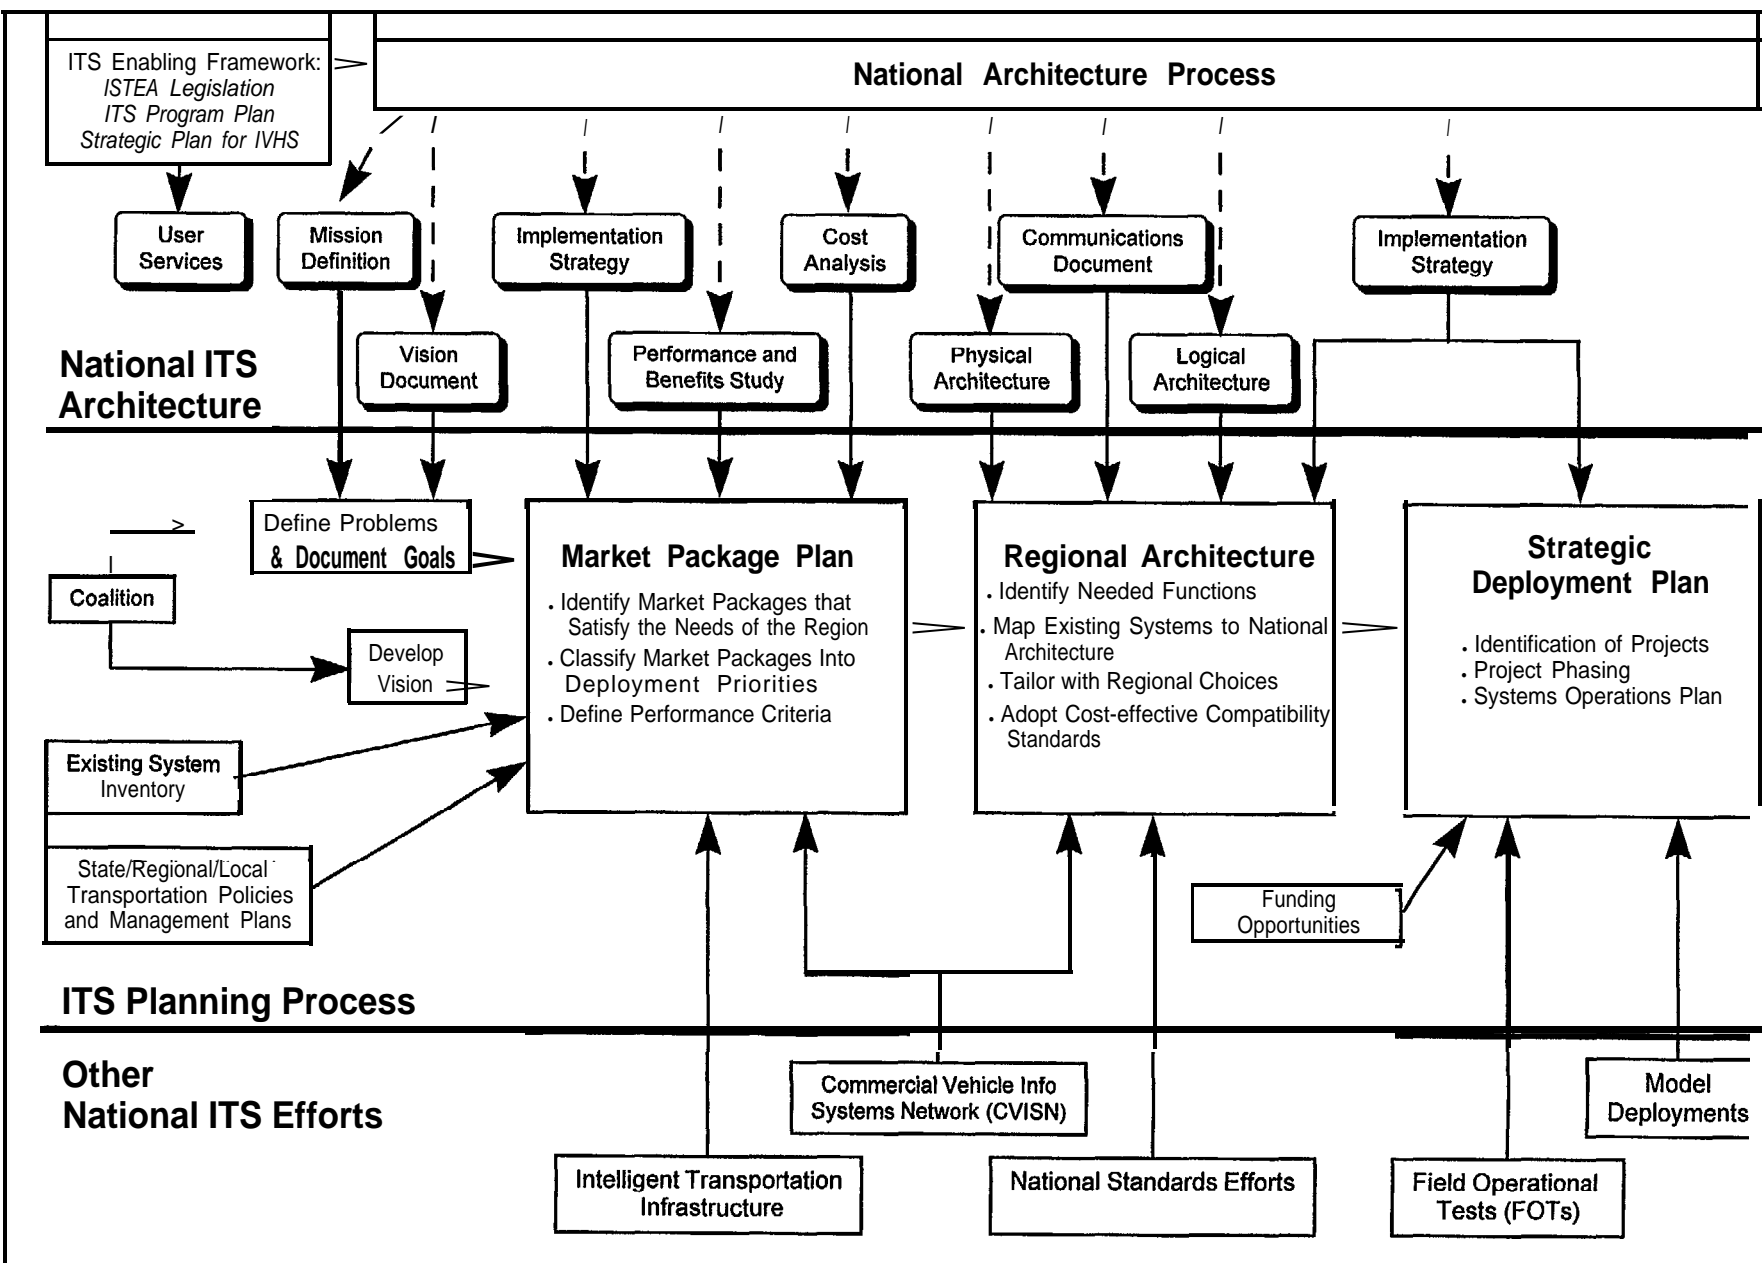 ITS Enabling Framework:
ISTEA Legislation
ITS Program Plan
Strategic Plan for IVHS
National Architecture Process
User
Services
Mission
Definition
Implementation
Strategy
Cost
Analysis
Communications
Document
Implementation
Strategy
Vision
Document
Performance and
Benefits Study
Physical
Architecture
Logical
Architecture
National ITS
Architecture
Define Problems
& Document Goals
Coalition
Develop
Vision
Existing System
Inventory
State/Regional/Local
Transportation Policies
and Management Plans
Market Package Plan
• Identify Market Packages that
Satisfy the Needs of the Region
• Classify Market Packages Into
Deployment Priorities
• Define Performance Criteria
Regional Architecture
• Identify Needed Functions
• Map Existing Systems to National
Architecture
• Tailor with Regional Choices
• Adopt Cost-effective Compatibility
Standards
Strategic
Deployment Plan
• Identification of Projects
• Project Phasing
• Systems Operations Plan
Funding
Opportunities
ITS Planning Process
Other
National ITS Efforts
Commercial Vehicle Info
Systems Network (CVISN)
Model
Deployments
Intelligent Transportation
Infrastructure
National Standards Efforts
Field Operational
Tests (FOTs)